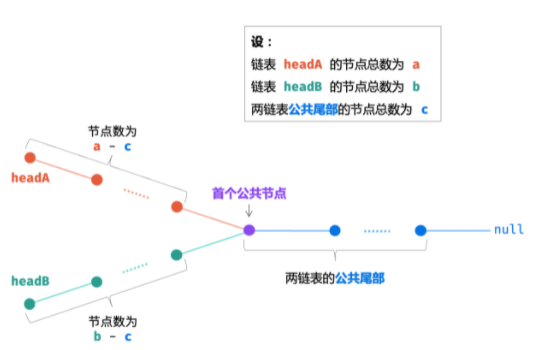 设：
链表 headA 的节点总数为 a
链表 headB 的节点总数为 b
两链表公共尾部的节点总数为 c
节点数为
a - c
headA
······
首个公共节点
······
null
headB
······
两链表的公共尾部
节点数为
b - c